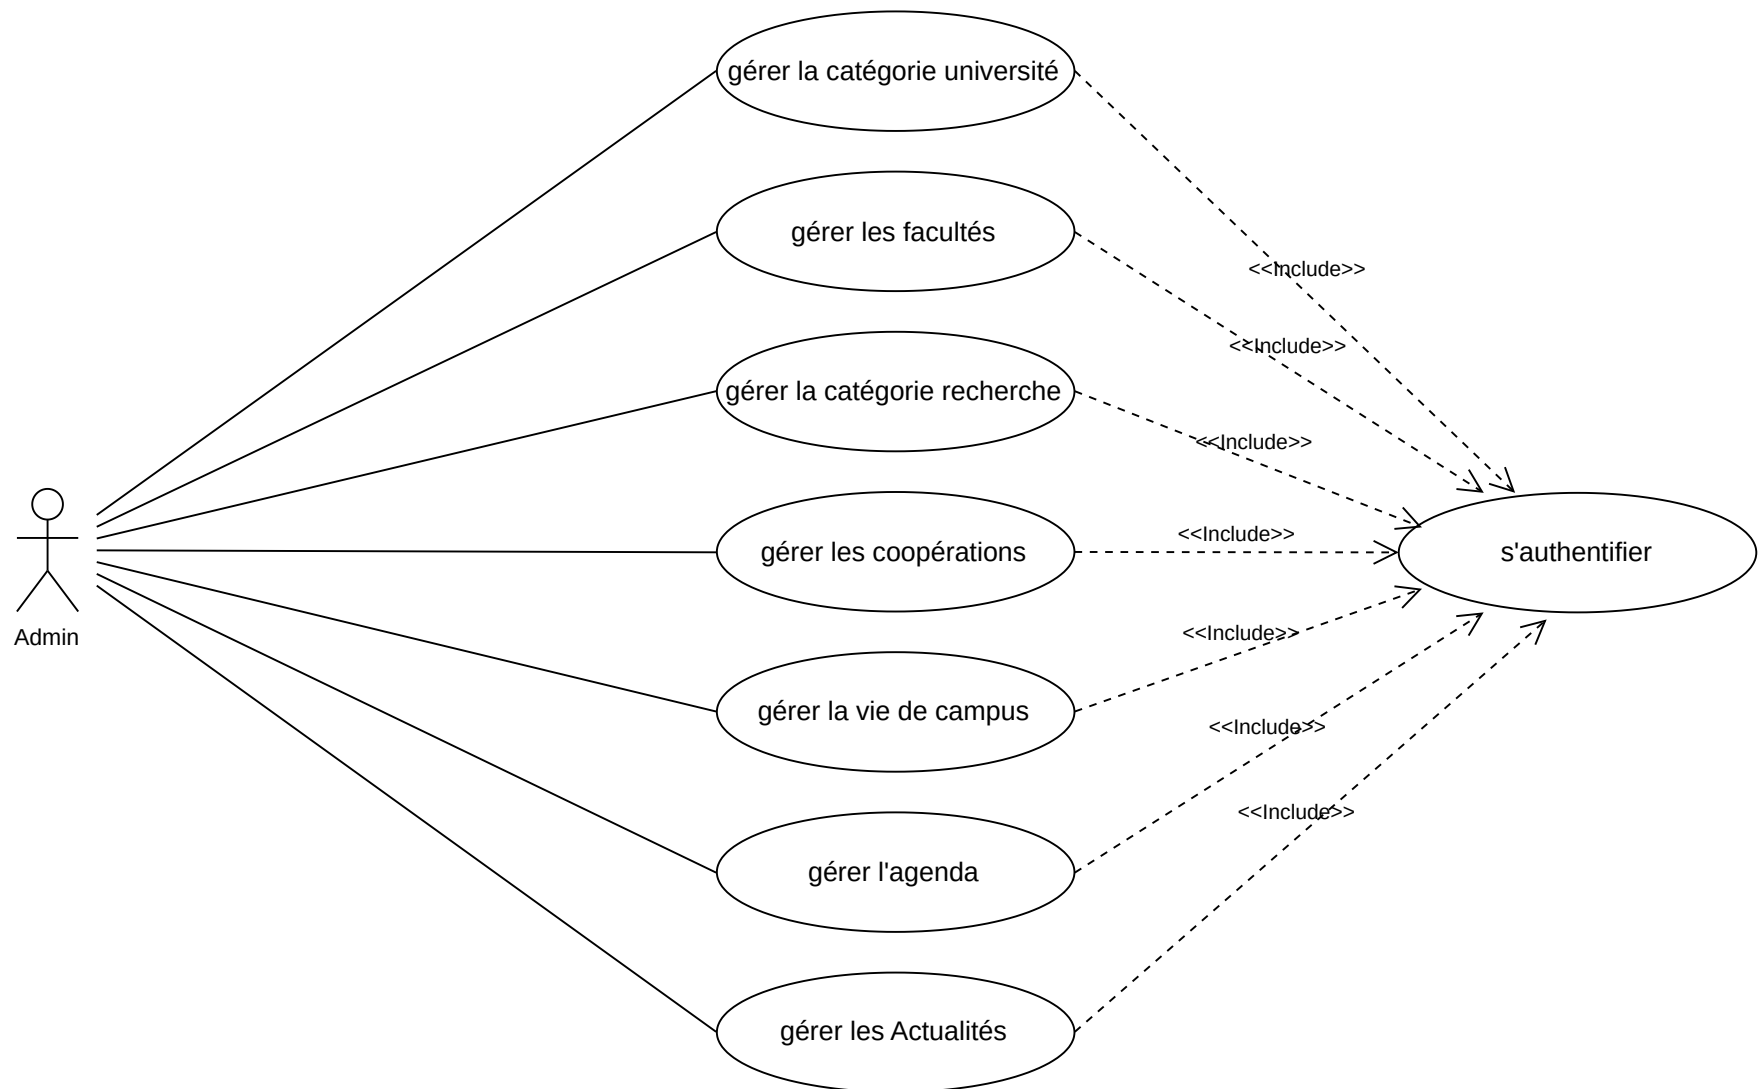 gérer la catégorie université
gérer les facultés
<<Include>>
<<Include>>
gérer la catégorie recherche
<<Include>>
<<Include>>
gérer les coopérations
s'authentifier
Admin
<<Include>>
gérer la vie de campus
<<Include>>
<<Include>>
gérer l'agenda
gérer les Actualités